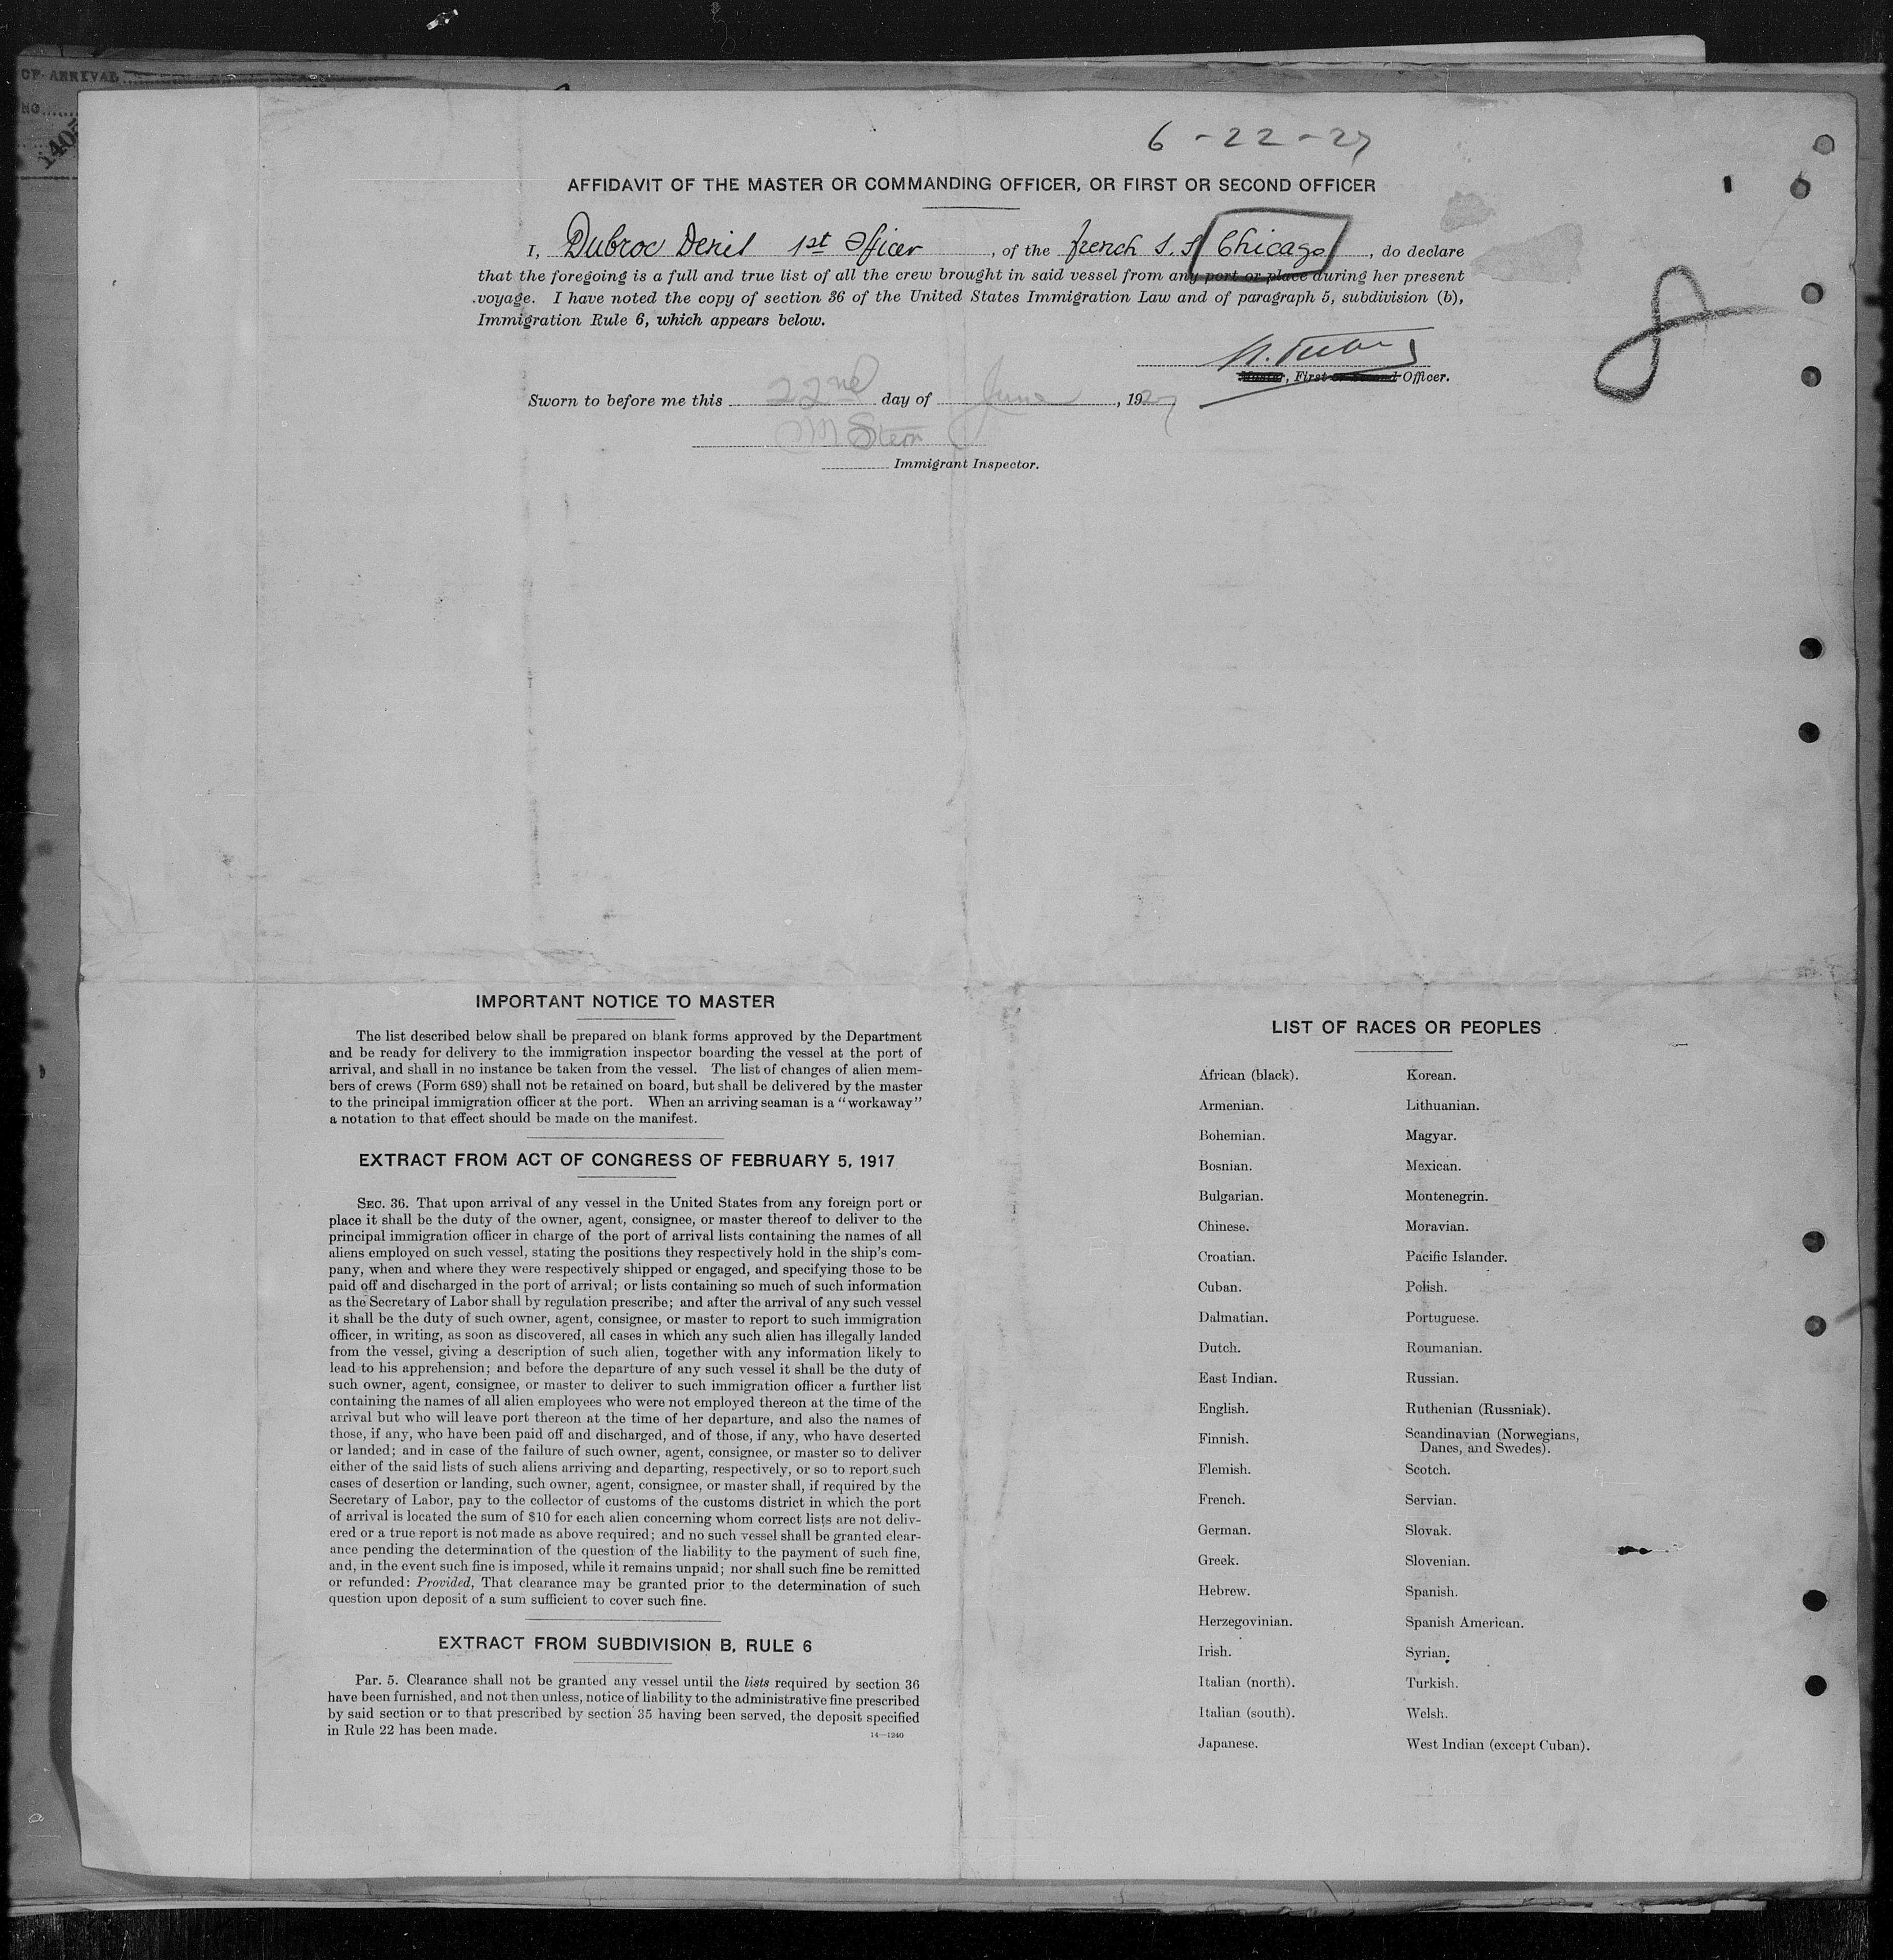 OF ARRIVAL
NO.
140
6 - 22 - 27
AFFIDAVIT OF THE MASTER OR COMMANDING OFFICER, OR FIRST OR SECOND OFFICER
I, Dubroc Denis 1st Officer, of the french S.S Chicago, do declare
that the foregoing is a full and true list of all the crew brought in said vessel from any port or place during her present
voyage. I have noted the copy of section 36 of the United States Immigration Law and of paragraph 5, subdivision (b),
Immigration Rule 6, which appears below.
Master, First or Second Officer.
Sworn to before me this 22nd day of June, 1927
M Stern
Immigrant Inspector.
8
IMPORTANT NOTICE TO MASTER
The list described below shall be prepared on blank forms approved by the Department
and be ready for delivery to the immigration inspector boarding the vessel at the port of
arrival, and shall in no instance be taken from the vessel. The list of changes of alien mem-
bers of crews (Form 689) shall not be retained on board, but shall be delivered by the master
to the principal immigration officer at the port. When an arriving seaman is a "workaway"
a notation to that effect should be made on the manifest.
EXTRACT FROM ACT OF CONGRESS OF FEBRUARY 5, 1917
SEC. 36. That upon arrival of any vessel in the United States from any foreign port or
place it shall be the duty of the owner, agent, consignee, or master thereof to deliver to the
principal immigration officer in charge of the port of arrival lists containing the names of all
aliens employed on such vessel, stating the positions they respectively hold in the ship's com-
pany, when and where they were respectively shipped or engaged, and specifying those to be
paid off and discharged in the port of arrival; or lists containing so much of such information
as the Secretary of Labor shall by regulation prescribe; and after the arrival of any such vessel
it shall be the duty of such owner, agent, consignee, or master to report to such immigration
officer, in writing, as soon as discovered, all cases in which any such alien has illegally landed
from the vessel, giving a description of such alien, together with any information likely to
lead to his apprehension; and before the departure of any such vessel it shall be the duty of
such owner, agent, consignee, or master to deliver to such immigration officer a further list
containing the names of all alien employees who were not employed thereon at the time of the
arrival but who will leave port thereon at the time of her departure, and also the names of
those, if any, who have been paid off and discharged, and of those, if any, who have deserted
or landed; and in case of the failure of such owner, agent, consignee, or master so to deliver
either of the said lists of such aliens arriving and departing, respectively, or so to report such
cases of desertion or landing, such owner, agent, consignee, or master shall, if required by the
Secretary of Labor, pay to the collector of customs of the customs district in which the port
of arrival is located the sum of $10 for each alien concerning whom correct lists are not deliv-
ered or a true report is not made as above required; and no such vessel shall be granted clear-
ance pending the determination of the question of the liability to the payment of such fine,
and, in the event such fine is imposed, while it remains unpaid; nor shall such fine be remitted
or refunded: Provided, That clearance may be granted prior to the determination of such
question upon deposit of a sum sufficient to cover such fine.
EXTRACT FROM SUBDIVISION B, RULE 6
Par. 5. Clearance shall not be granted any vessel until the lists required by section 36
have been furnished, and not then unless, notice of liability to the administrative fine prescribed
by said section or to that prescribed by section 35 having been served, the deposit specified
in Rule 22 has been made.
14—1240
LIST OF RACES OR PEOPLES
African (black). Korean.
Armenian. Lithuanian.
Bohemian. Magyar.
Bosnian. Mexican.
Bulgarian. Montenegrin.
Chinese. Moravian.
Croatian. Pacific Islander.
Cuban. Polish.
Dalmatian. Portuguese.
Dutch. Roumanian.
East Indian. Russian.
English. Ruthenian (Russniak).
Finnish. Scandinavian (Norwegians,
Danes, and Swedes).
Flemish. Scotch.
French. Servian.
German. Slovak.
Greek. Slovenian.
Hebrew. Spanish.
Herzegovinian. Spanish American.
Irish. Syrian.
Italian (north). Turkish.
Italian (south). Welsh.
Japanese. West Indian (except Cuban).